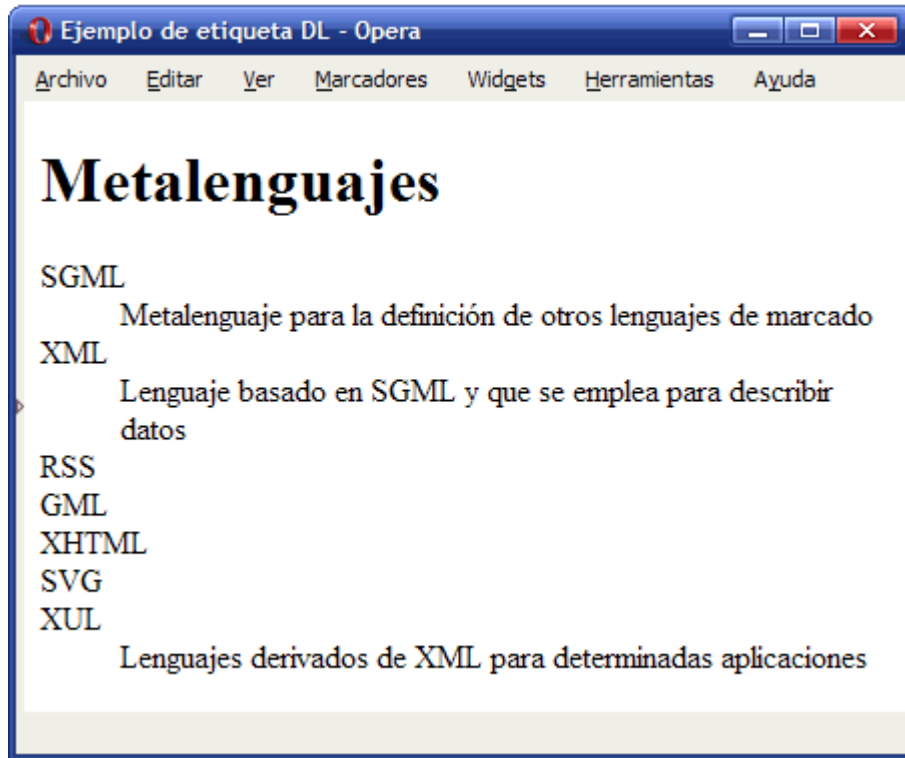 Ejemplo de etiqueta DL - Opera
Archivo Editar Ver Marcadores Widgets Herramientas Ayuda
Metalenguajes
SGML
Metalenguaje para la definición de otros lenguajes de marcado
XML
Lenguaje basado en SGML y que se emplea para describir
datos
RSS
GML
XHTML
SVG
XUL
Lenguajes derivados de XML para determinadas aplicaciones